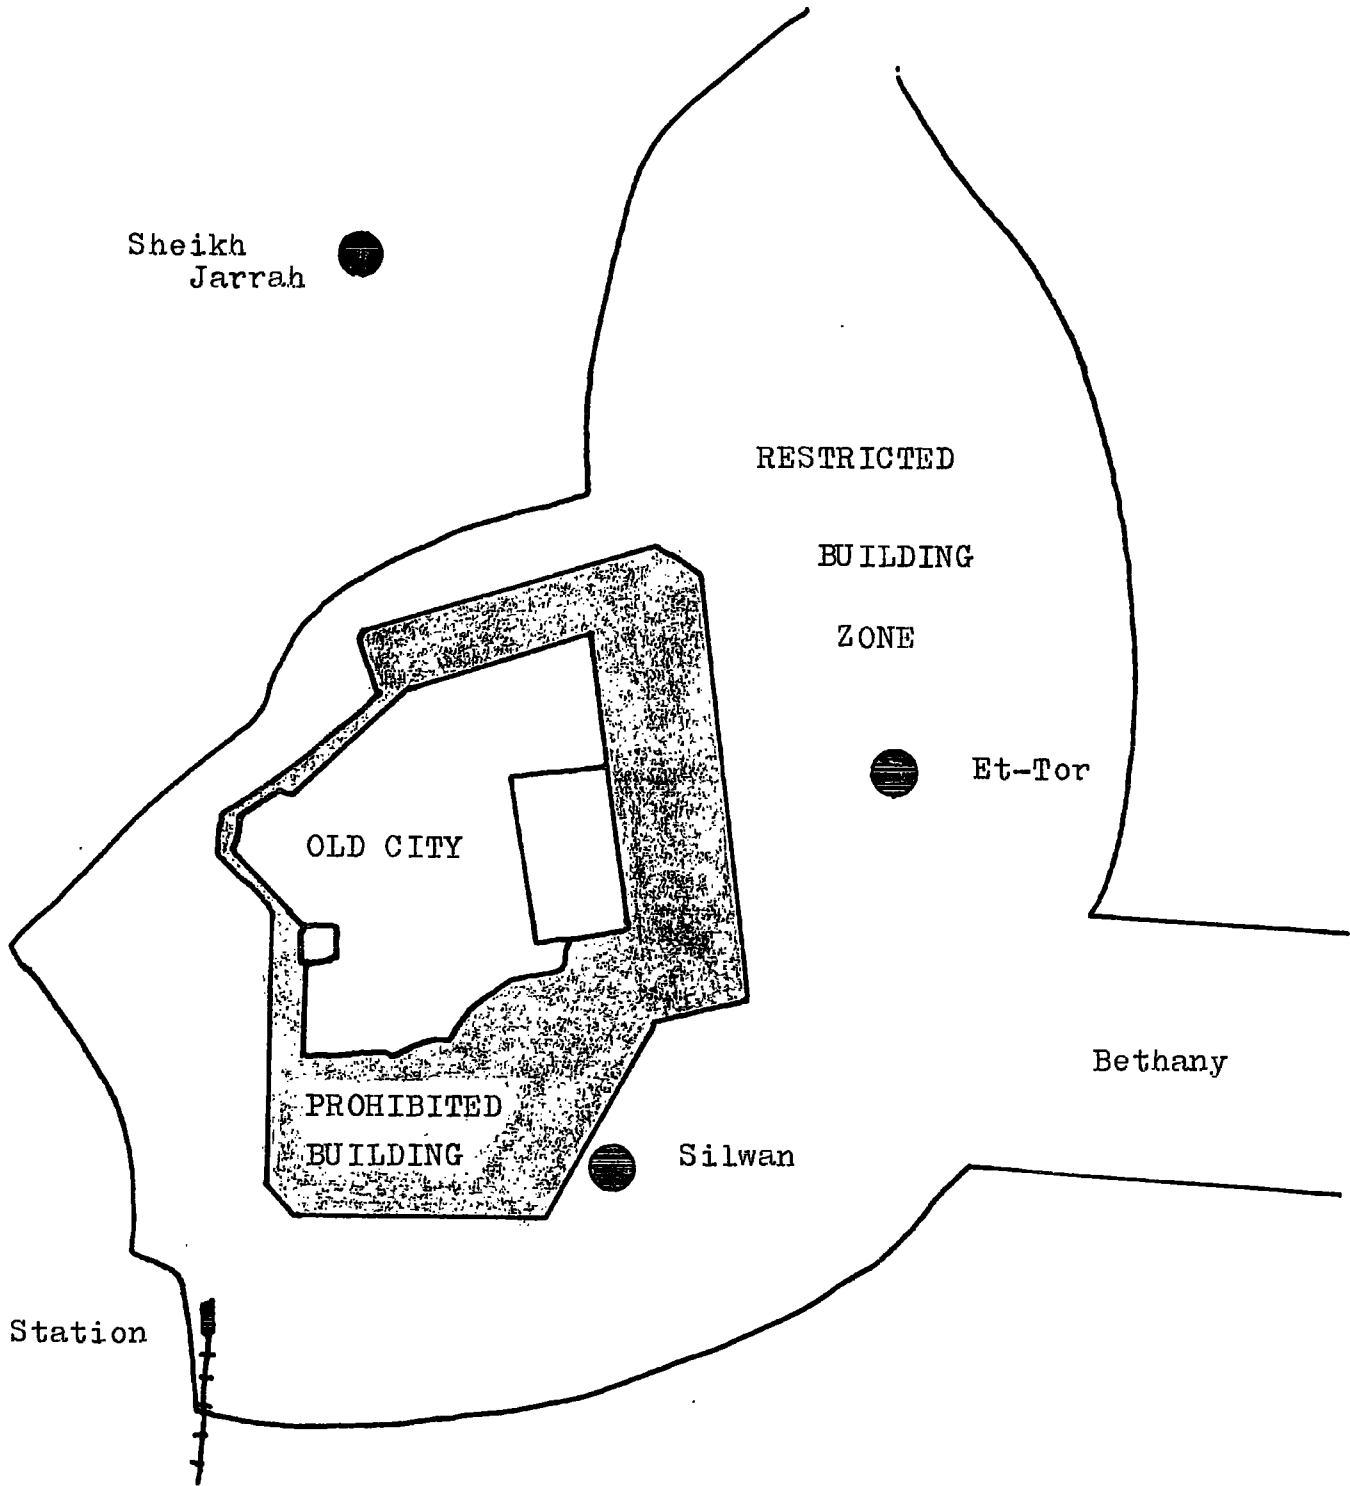 Sheikh
Jarrah
RESTRICTED
BUILDING
ZONE
Et-Tor
OLD CITY
Bethany
PROHIBITED
BUILDING
Silwan
Station